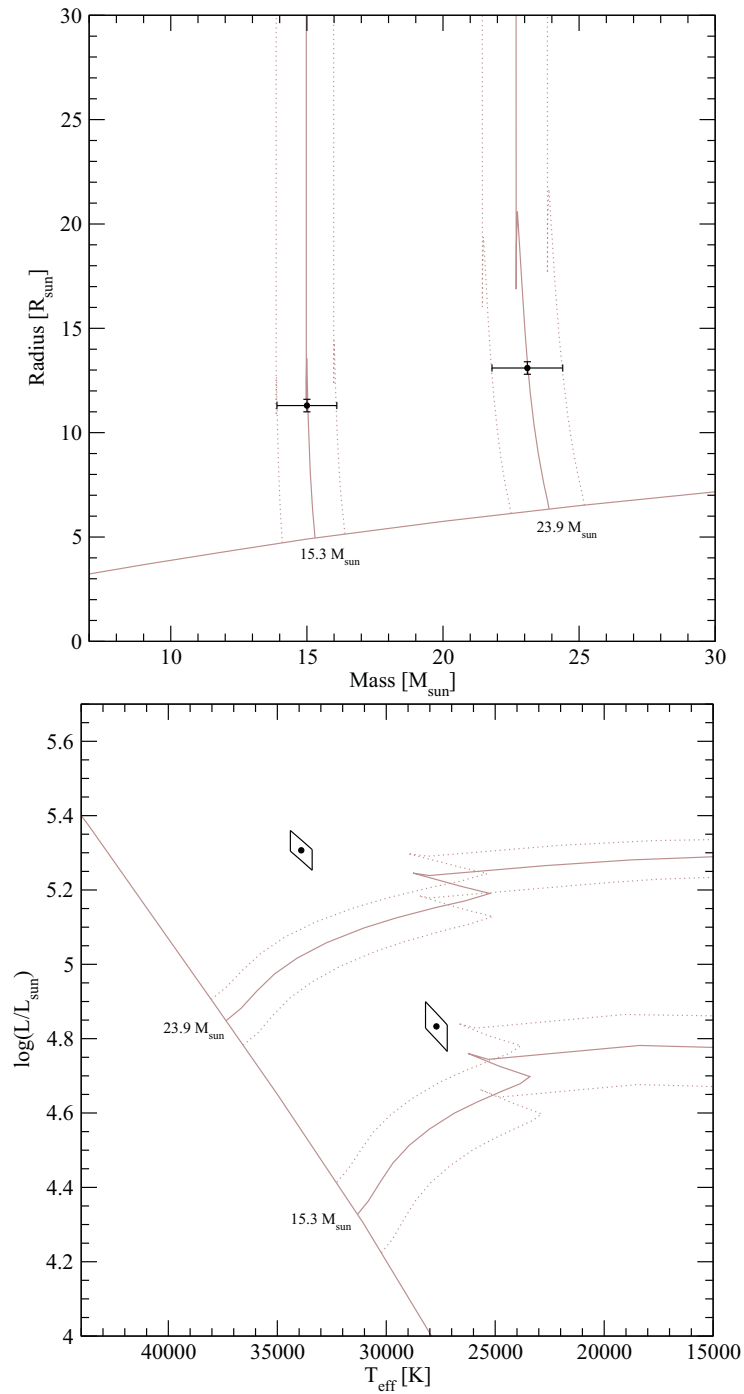 30
25
20
15
10
5
0
Radius [R_sun]
15.3 M_sun
23.9 M_sun
10 15 20 25 30
Mass [M_sun]
5.6
5.4
5.2
5
4.8
4.6
4.4
4.2
4
log(L/L_sun)
23.9 M_sun
15.3 M_sun
40000 35000 30000 25000 20000 15000
T_eff [K]